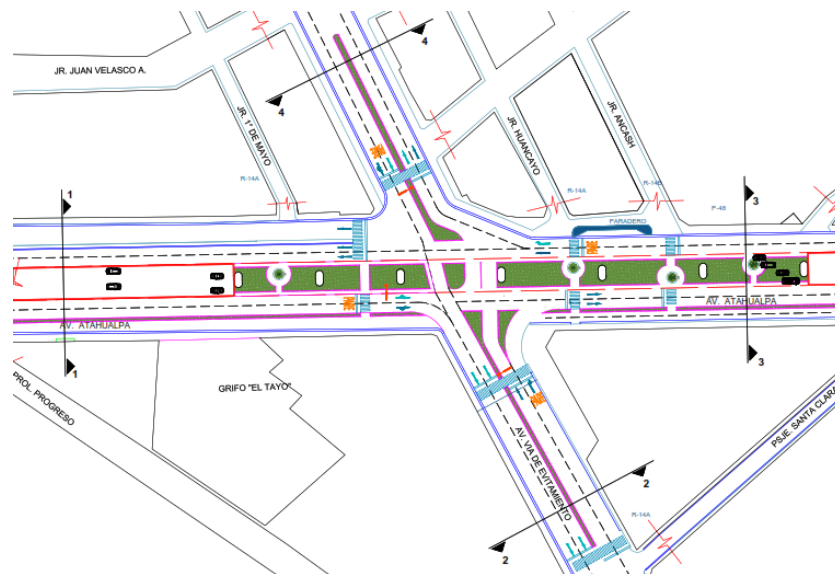 4
JR. JUAN VELASCO A.
4
JR. 1° DE MAYO
JR. HUANCAYO
JR. ANCASH
R-14A
R-14A
R-14B
1
3
P-48
PARADERO
AV. ATAHUALPA
AV. ATAHUALPA
3
1
PROL. PROGRESO
GRIFO "EL TAYO"
PSJE. SANTA CLARA
AV. VIA DE EVITAMIENTO
2
R-14A
2